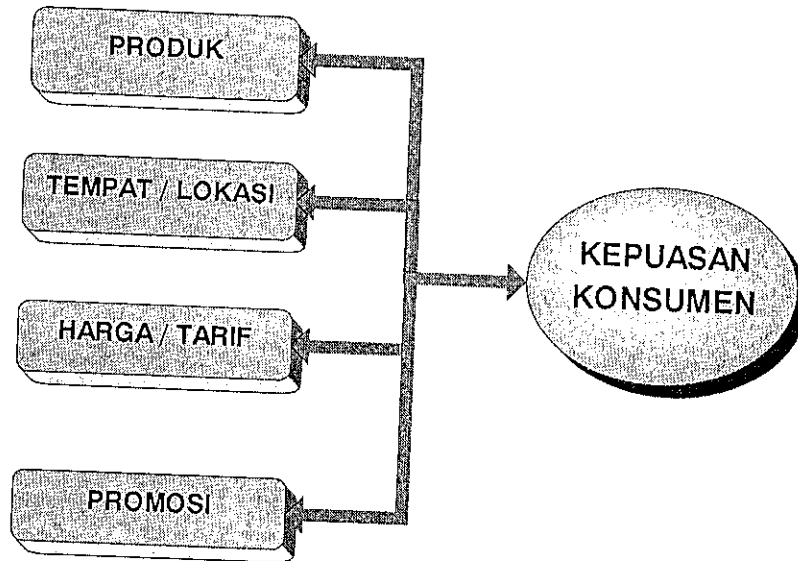 PRODUK
TEMPAT / LOKASI
HARGA / TARIF
PROMOSI
KEPUASAN
KONSUMEN